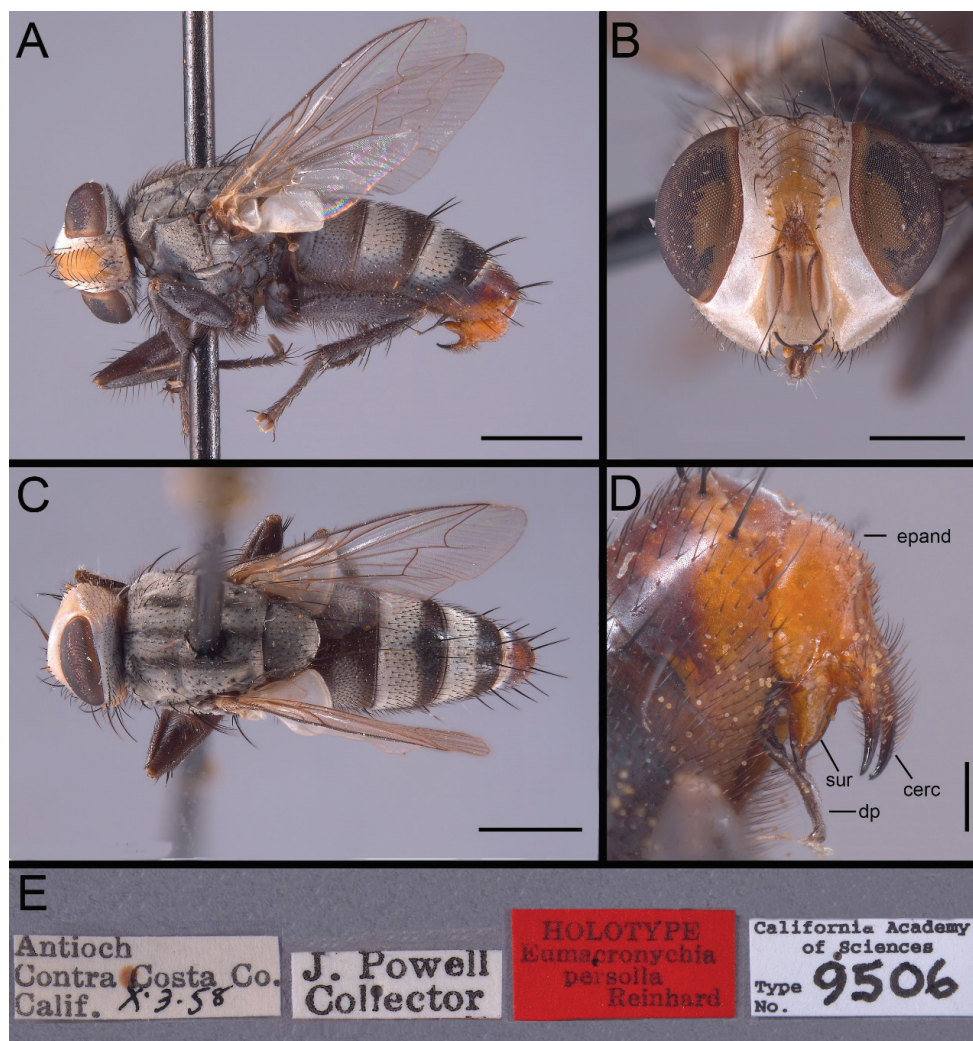 A
B
C
D
epand
sur
cerc
dp
E
Antioch
Contra Costa Co.
Calif. X·3·58
J. Powell
Collector
HOLOTYPE
Eumacronychia
persolla
Reinhard
California Academy
of Sciences
Type
No. 9506